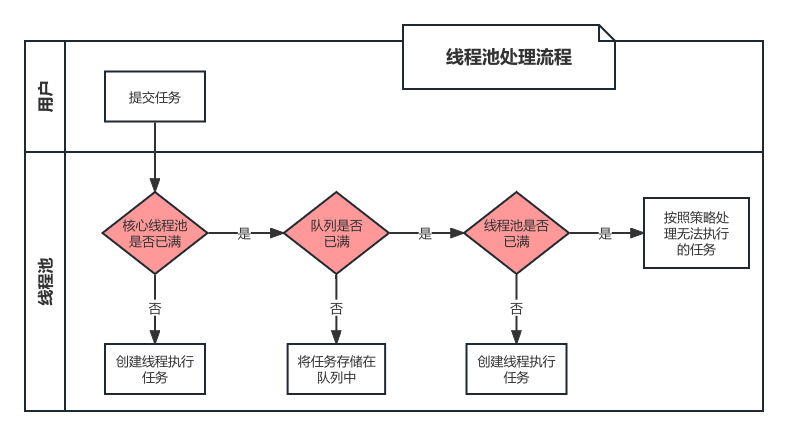 线程池处理流程
用户
提交任务
线程池
核心线程池
是否已满
是
队列是否
已满
是
线程池是否
已满
是
按照策略处
理无法执行
的任务
否
否
否
创建线程执行
任务
将任务存储在
队列中
创建线程执行
任务